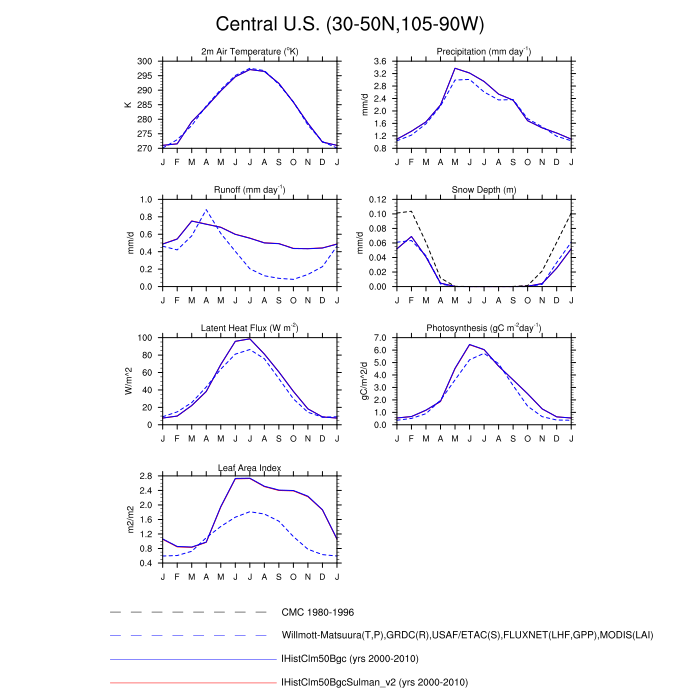 Central U.S. (30-50N,105-90W)
2m Air Temperature (°K)
K
300
295
290
285
280
275
270
J F M A M J J A S O N D J
Precipitation (mm day-1)
mm/d
3.6
3.2
2.8
2.4
2.0
1.6
1.2
0.8
J F M A M J J A S O N D J
Runoff (mm day-1)
mm/d
1.0
0.8
0.6
0.4
0.2
0.0
J F M A M J J A S O N D J
Snow Depth (m)
mm/d
0.12
0.10
0.08
0.06
0.04
0.02
0.00
J F M A M J J A S O N D J
Latent Heat Flux (W m-2)
W/m^2
100
80
60
40
20
0
J F M A M J J A S O N D J
Photosynthesis (gC m-2day-1)
gC/m^2/d
7.0
6.0
5.0
4.0
3.0
2.0
1.0
0.0
J F M A M J J A S O N D J
Leaf Area Index
m2/m2
2.8
2.4
2.0
1.6
1.2
0.8
0.4
J F M A M J J A S O N D J
CMC 1980-1996
Willmott-Matsuura(T,P),GRDC(R),USAF/ETAC(S),FLUXNET(LHF,GPP),MODIS(LAI)
IHistClm50Bgc (yrs 2000-2010)
IHistClm50BgcSulman_v2 (yrs 2000-2010)